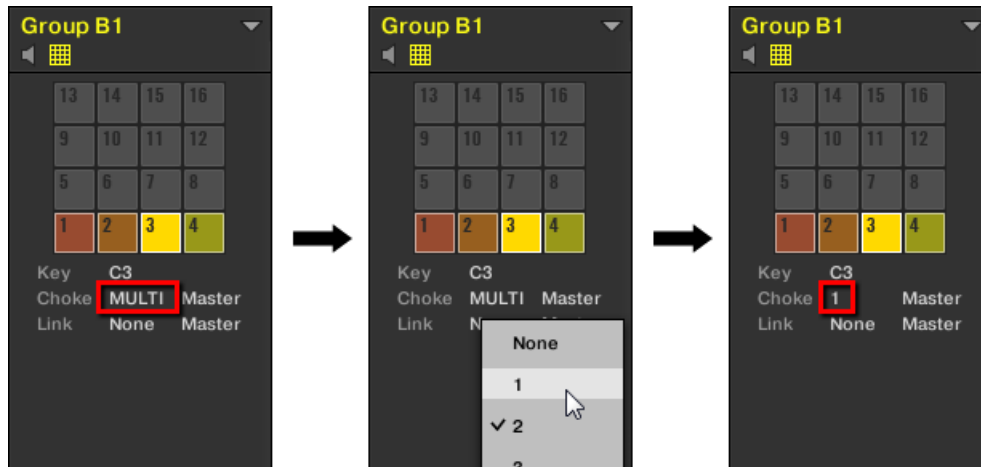 Group B1
13 14 15 16
9 10 11 12
5 6 7 8
1 2 3 4
Key C3
Choke MULTI Master
Link None Master
Group B1
13 14 15 16
9 10 11 12
5 6 7 8
1 2 3 4
Key C3
Choke MULTI Master
Link
None
1
2
Group B1
13 14 15 16
9 10 11 12
5 6 7 8
1 2 3 4
Key C3
Choke 1 Master
Link None Master